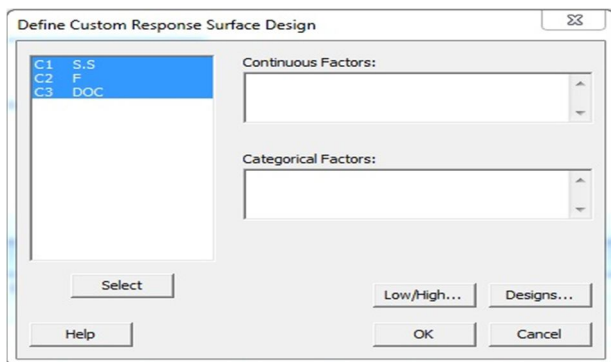 Define Custom Response Surface Design
C1 S.S
C2 F
C3 DOC
Continuous Factors:
Categorical Factors:
Select
Low/High...
Designs...
Help
OK
Cancel